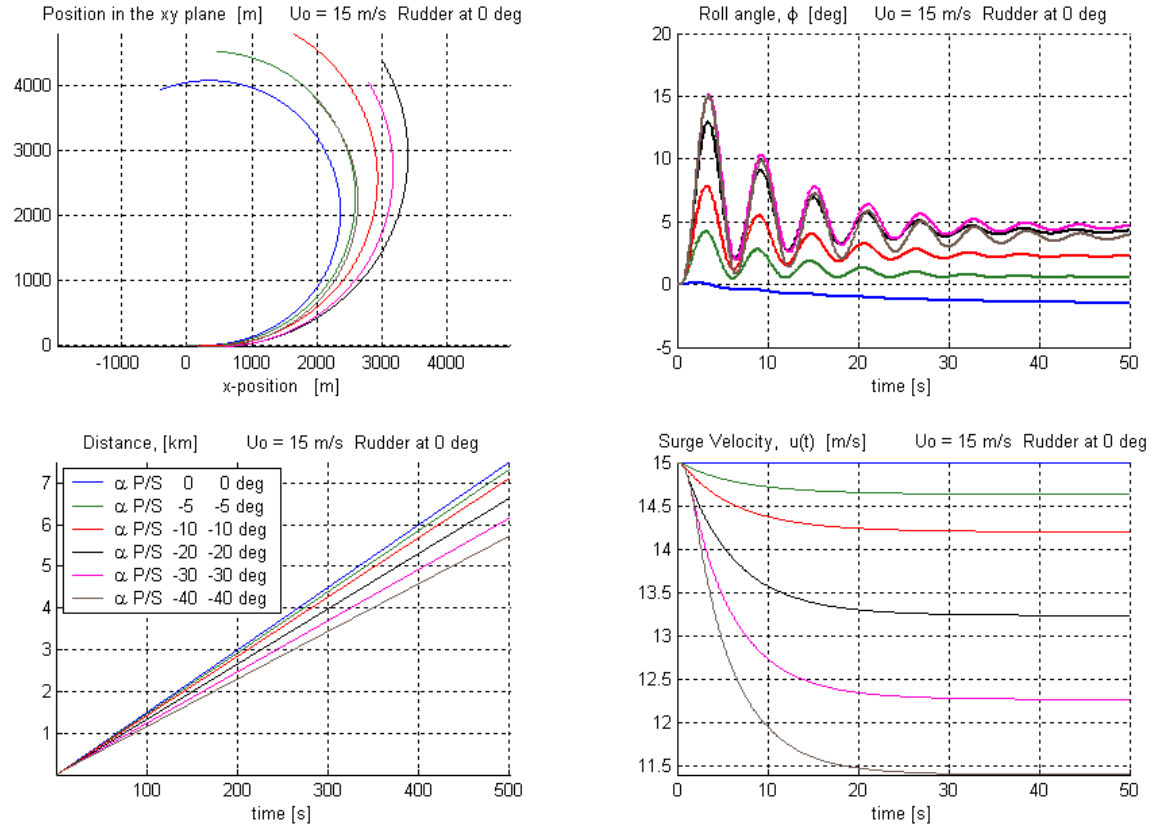 Position in the xy plane [m] Uo = 15 m/s Rudder at 0 deg
4000
3000
2000
1000
0
-1000 0 1000 2000 3000 4000
x-position [m]
Roll angle, ϕ [deg] Uo = 15 m/s Rudder at 0 deg
20
15
10
5
0
-5
0 10 20 30 40 50
time [s]
Distance, [km] Uo = 15 m/s Rudder at 0 deg
7
6
5
4
3
2
1
α P/S 0 0 deg
α P/S -5 -5 deg
α P/S -10 -10 deg
α P/S -20 -20 deg
α P/S -30 -30 deg
α P/S -40 -40 deg
100 200 300 400 500
time [s]
Surge Velocity, u(t) [m/s] Uo = 15 m/s Rudder at 0 deg
15
14.5
14
13.5
13
12.5
12
11.5
0 10 20 30 40 50
time [s]